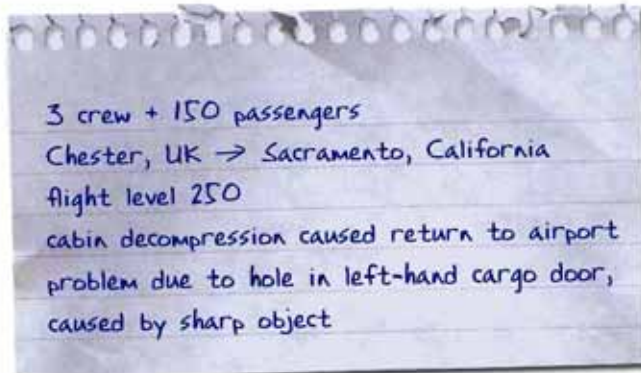 3 crew + 150 passengers
Chester, UK → Sacramento, California
flight level 250
cabin decompression caused return to airport
problem due to hole in left-hand cargo door,
caused by sharp object